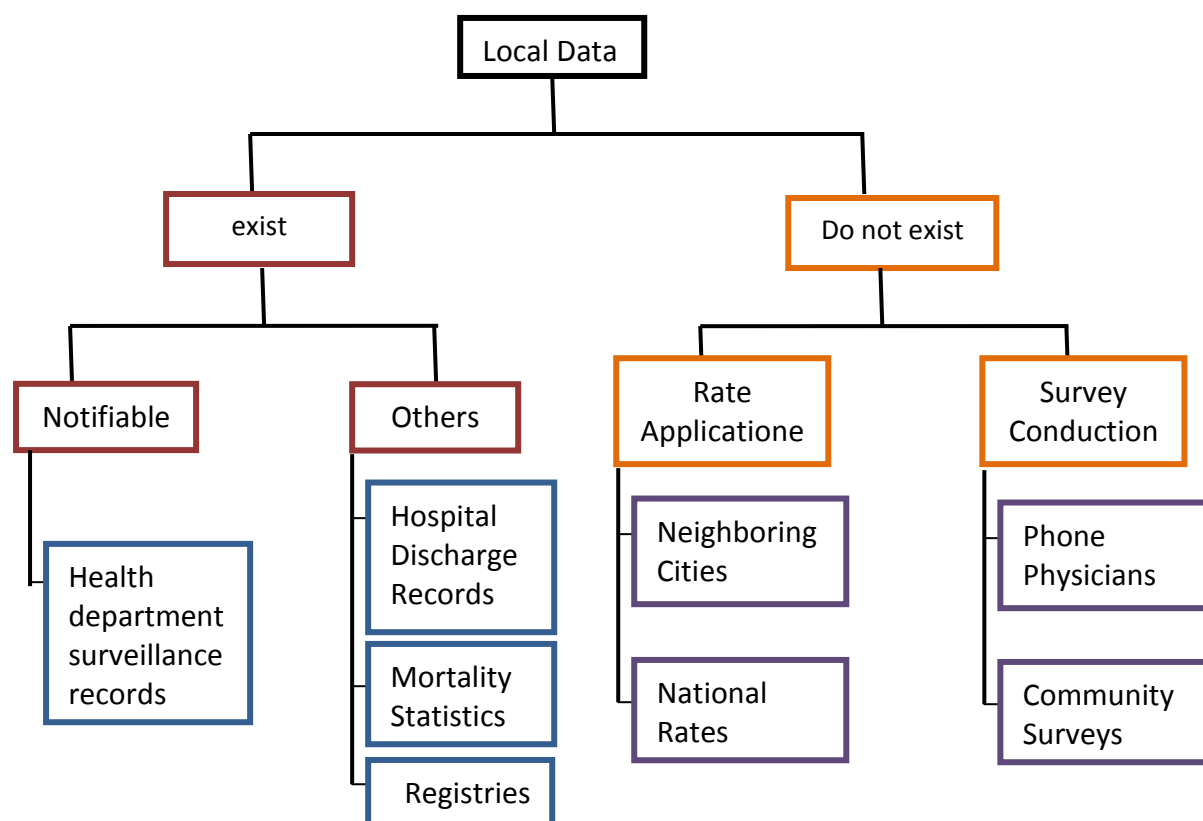 Local Data
exist
Do not exist
Notifiable
Others
Rate
Applicatione
Survey
Conduction
Health
department
surveillance
records
Hospital
Discharge
Records
Mortality
Statistics
Registries
Neighboring
Cities
National
Rates
Phone
Physicians
Community
Surveys